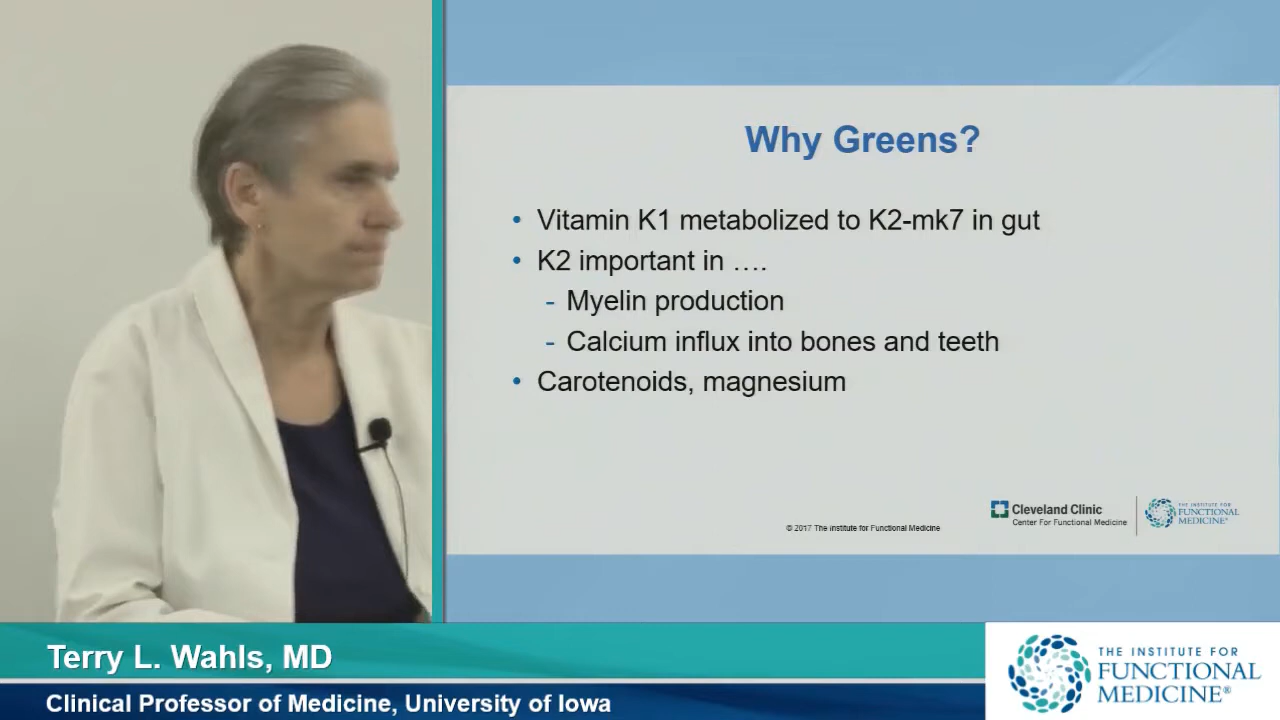 Why Greens?
• Vitamin K1 metabolized to K2-mk7 in gut
• K2 important in ….
- Myelin production
- Calcium influx into bones and teeth
• Carotenoids, magnesium
© 2017 The Institute for Functional Medicine
Cleveland Clinic
Center For Functional Medicine
THE INSTITUTE FOR
FUNCTIONAL
MEDICINE®
Terry L. Wahls, MD
Clinical Professor of Medicine, University of Iowa
THE INSTITUTE FOR
FUNCTIONAL
MEDICINE®